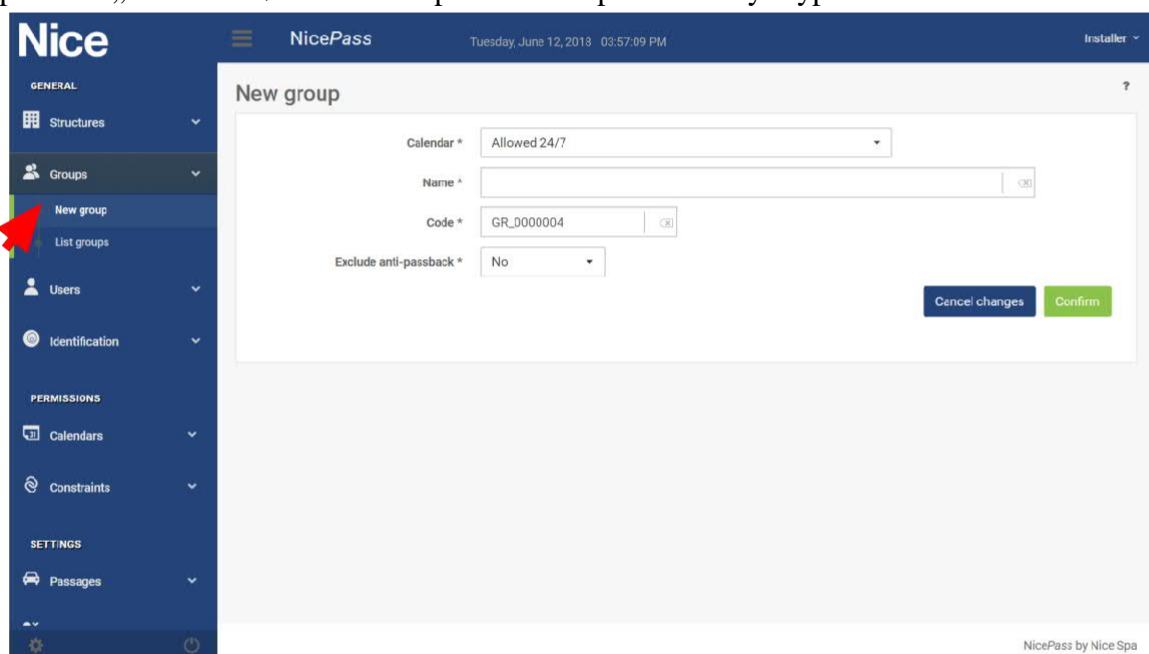 Nice
NicePass
Tuesday, June 12, 2018 03:57:09 PM
Installer
GENERAL
Structures
Groups
New group
List groups
Users
Identification
PERMISSIONS
Calendars
Constraints
SETTINGS
Passages
New group
?
Calendar *
Allowed 24/7
Name *
Code *
GR_0000004
Exclude anti-passback *
No
Cancel changes
Confirm
NicePass by Nice Spa